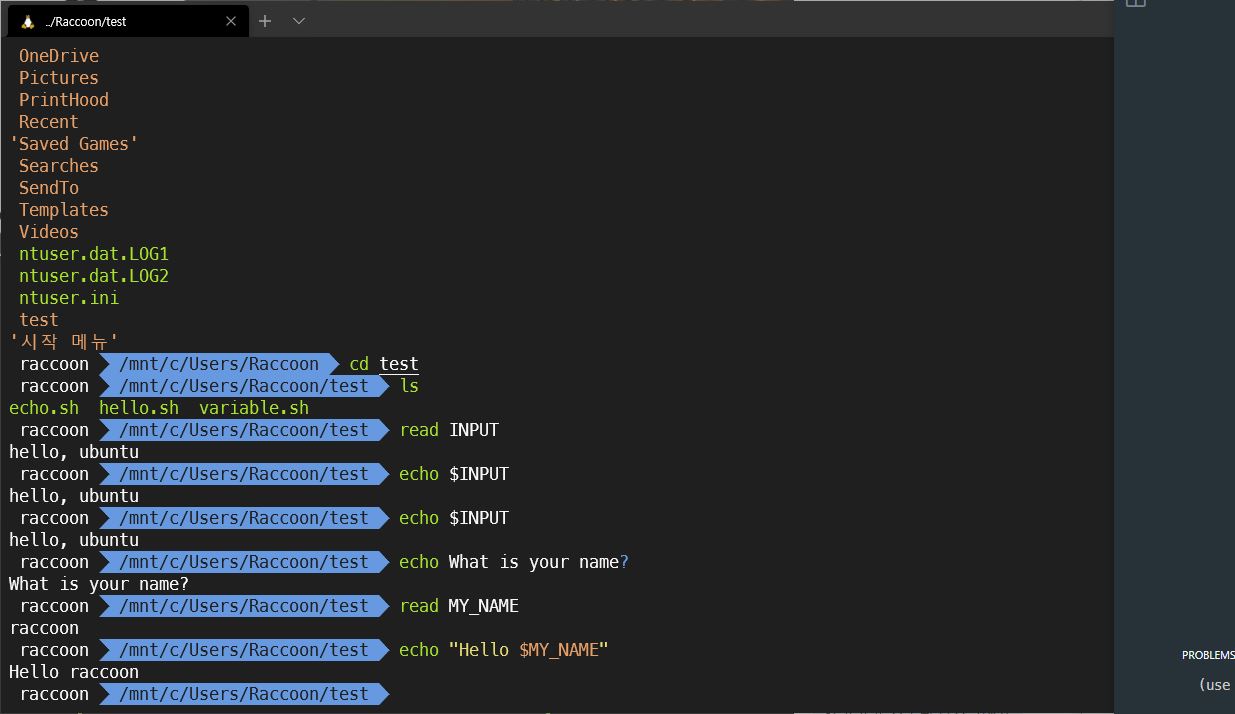 ../Raccoon/test
OneDrive
Pictures
PrintHood
Recent
'Saved Games'
Searches
SendTo
Templates
Videos
ntuser.dat.LOG1
ntuser.dat.LOG2
ntuser.ini
test
'시작 메뉴'
raccoon /mnt/c/Users/Raccoon cd test
raccoon /mnt/c/Users/Raccoon/test ls
echo.sh hello.sh variable.sh
raccoon /mnt/c/Users/Raccoon/test read INPUT
hello, ubuntu
raccoon /mnt/c/Users/Raccoon/test echo $INPUT
hello, ubuntu
raccoon /mnt/c/Users/Raccoon/test echo $INPUT
hello, ubuntu
raccoon /mnt/c/Users/Raccoon/test echo What is your name?
What is your name?
raccoon /mnt/c/Users/Raccoon/test read MY_NAME
raccoon
raccoon /mnt/c/Users/Raccoon/test echo "Hello $MY_NAME"
Hello raccoon
raccoon /mnt/c/Users/Raccoon/test
PROBLEMS
(use